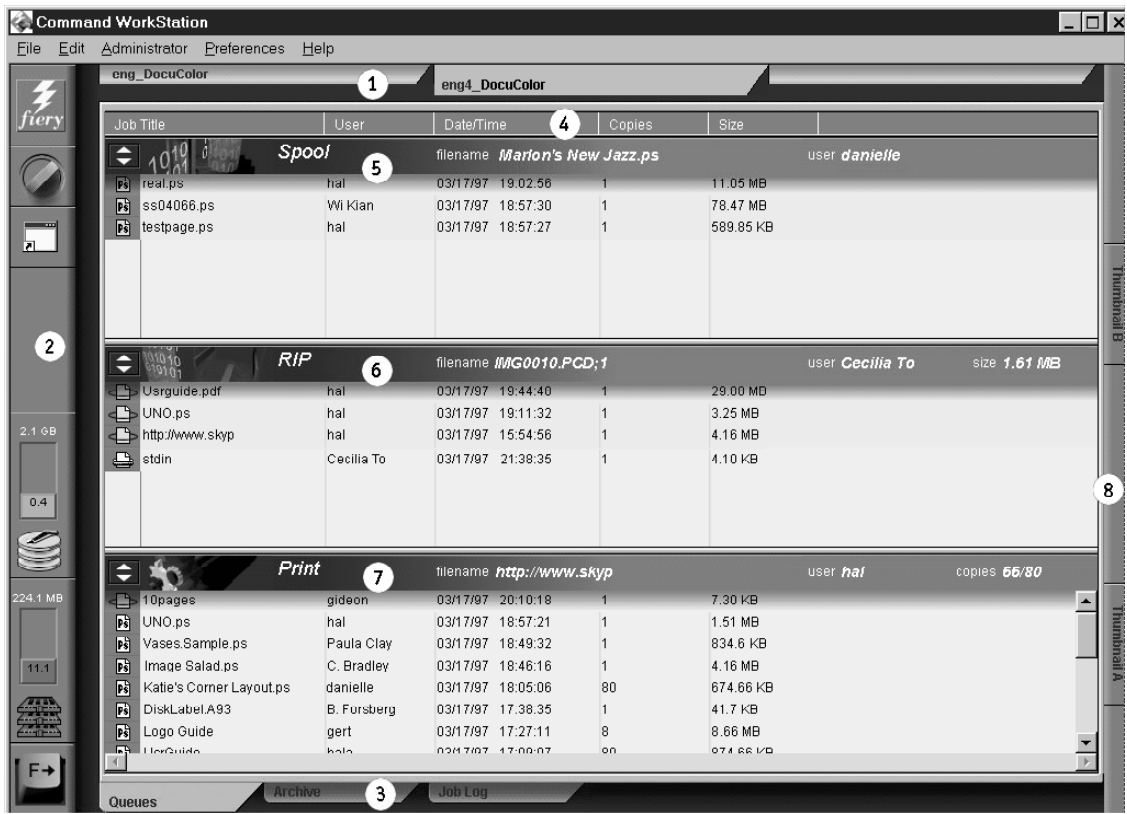 Command WorkStation
File Edit Administrator Preferences Help
eng_DocuColor 1 eng4_DocuColor
fiery
Job Title User Date/Time 4 Copies Size
Spool 5 filename Marlon's New Jazz.ps user danielle
real.ps hal 03/17/97 19.02.56 1 11.05 MB
ss04066.ps Wi Kian 03/17/97 18:57:30 1 78.47 MB
testpage.ps hal 03/17/97 18:57:27 1 589.85 KB
Thumbnail B
2
RIP 6 filename IMG0010.PCD;1 user Cecilia To size 1.61 MB
Usrguide.pdf hal 03/17/97 19:44:40 1 29.00 MD
UNO.ps hal 03/17/97 19:11:32 1 3.25 MB
http://www.skyp hal 03/17/97 15:54:56 1 4.16 MB
stdin Cecilia To 03/17/97 21:38:35 1 4.10 KB
2.1 GB
0.4
8
Print 7 filename http://www.skyp user hal copies 66/80
224.1 MB
10pages gideon 03/17/97 20:10:18 1 7.30 KB
UNO.ps hal 03/17/97 18:57:21 1 1.51 MB
Vases.Sample.ps Paula Clay 03/17/97 18:49:32 1 834.6 KB
Image Salad.ps C. Bradley 03/17/97 18:46:16 1 4.16 MB
Katie's Corner Layout.ps danielle 03/17/97 18:05:06 80 674.66 KB
DiskLabel.A93 B. Forsberg 03/17/97 17.38.35 1 41.7 KB
Logo Guide gert 03/17/97 17:27:11 8 8.66 MB
11.1
Thumbnail A
F
Queues Archive 3 Job Log